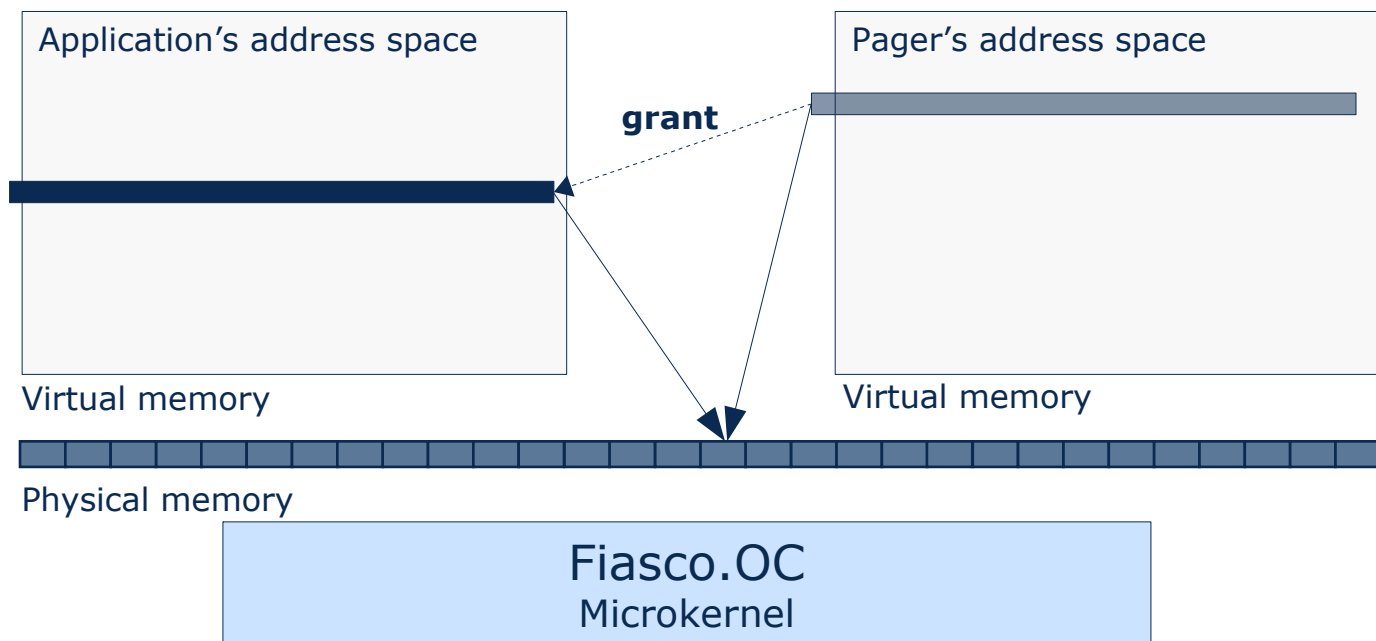 Application’s address space
Pager’s address space
grant
Virtual memory
Virtual memory
Physical memory
Fiasco.OC
Microkernel